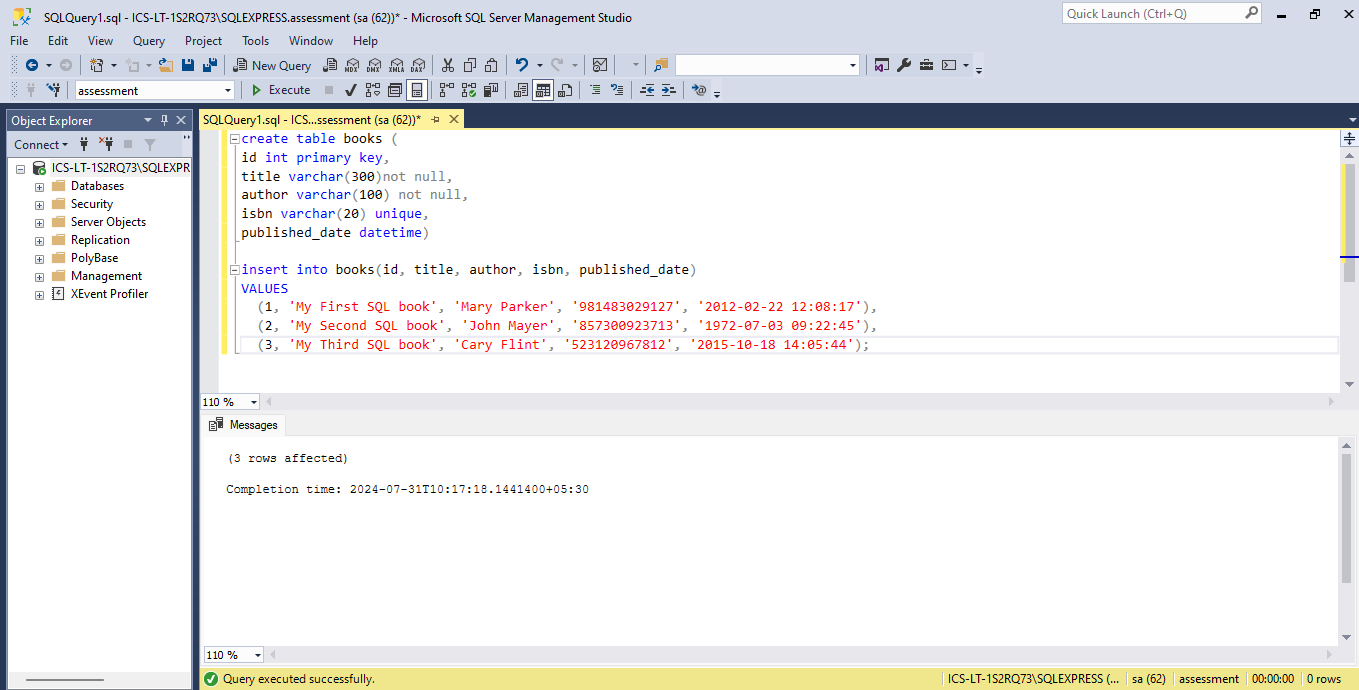 SQLQuery1.sql - ICS-LT-1S2RQ73\SQLEXPRESS.assessment (sa (62))* - Microsoft SQL Server Management Studio
Quick Launch (Ctrl+Q)
File Edit View Query Project Tools Window Help
New Query MDX DMX XMLA DAX
assessment Execute
Object Explorer
SQLQuery1.sql - ICS...ssessment (sa (62))*
Connect
ICS-LT-1S2RQ73\SQLEXPR
Databases
Security
Server Objects
Replication
PolyBase
Management
XEvent Profiler
create table books (
id int primary key,
title varchar(300)not null,
author varchar(100) not null,
isbn varchar(20) unique,
published_date datetime)
insert into books(id, title, author, isbn, published_date)
VALUES
(1, 'My First SQL book', 'Mary Parker', '981483029127', '2012-02-22 12:08:17'),
(2, 'My Second SQL book', 'John Mayer', '857300923713', '1972-07-03 09:22:45'),
(3, 'My Third SQL book', 'Cary Flint', '523120967812', '2015-10-18 14:05:44');
110 %
Messages
(3 rows affected)
Completion time: 2024-07-31T10:17:18.1441400+05:30
110 %
Query executed successfully.
ICS-LT-1S2RQ73\SQLEXPRESS (... sa (62) assessment 00:00:00 0 rows